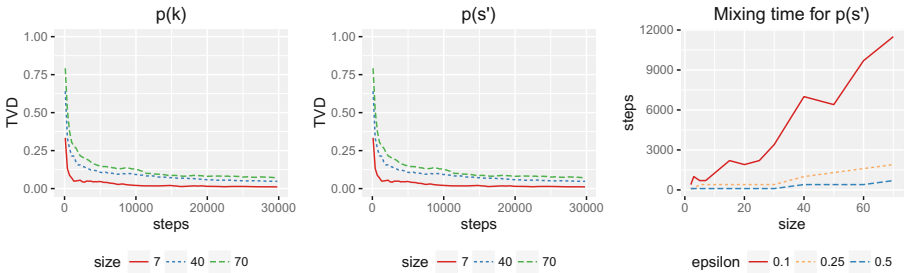 p(k)
TVD
1.00
0.75
0.50
0.25
0.00
0 10000 20000 30000
steps
size 7 40 70
p(s')
TVD
1.00
0.75
0.50
0.25
0.00
0 10000 20000 30000
steps
size 7 40 70
Mixing time for p(s')
steps
12000
9000
6000
3000
0
0 20 40 60
size
epsilon 0.1 0.25 0.5